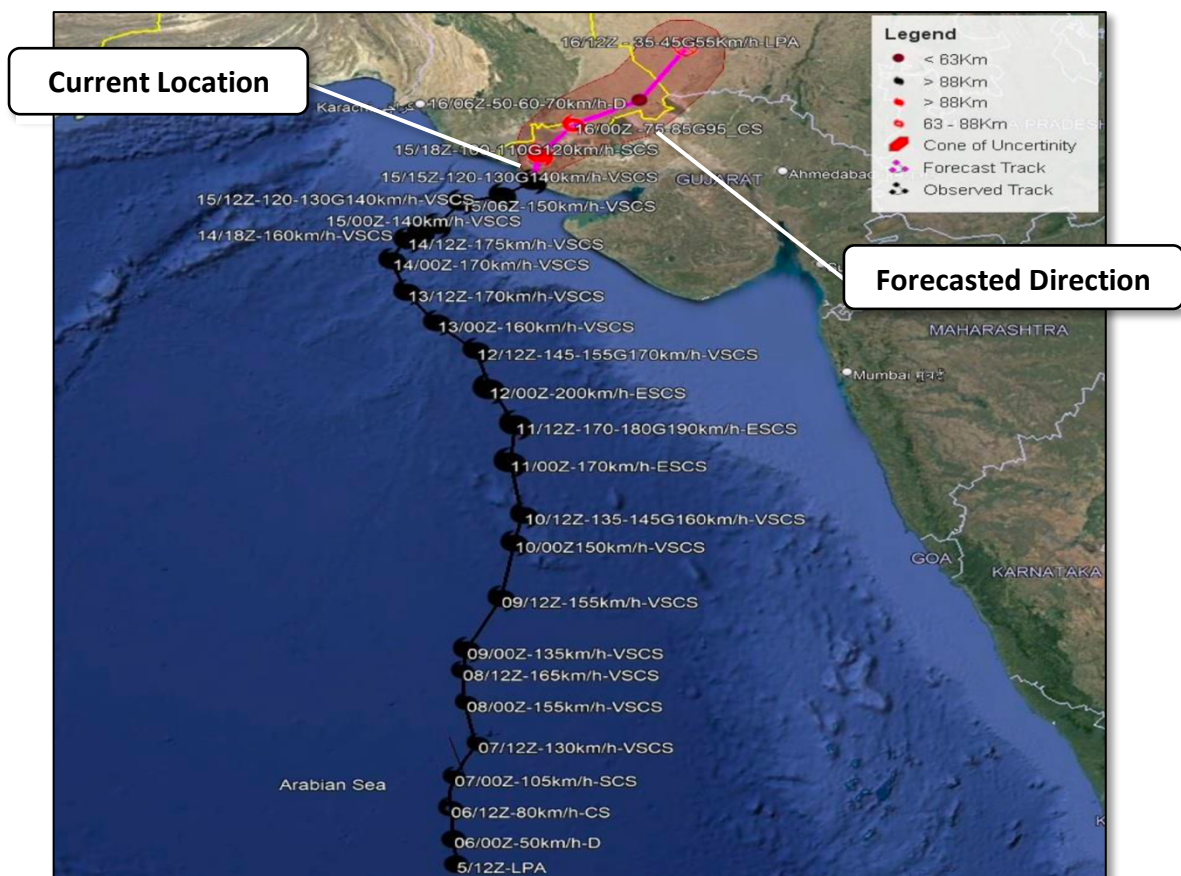 Current Location
Forecasted Direction
Legend
< 63Km
> 88Km
> 88Km
63 - 88Km
Cone of Uncertinity
Forecast Track
Observed Track
16/12Z - 35-45G55Km/h-LPA
Karachi
16/06Z-50-60-70km/h-D
16/00Z -75-85G95_CS
15/18Z-100-110G120km/h-SCS
15/15Z-120-130G140km/h-VSCS
GUJARAT
Ahmedabad
15/12Z-120-130G140km/h-VSCS
15/06Z-150km/h-VSCS
15/00Z-140km/h-VSCS
14/18Z-160km/h-VSCS
14/12Z-175km/h-VSCS
14/00Z-170km/h-VSCS
13/12Z-170km/h-VSCS
13/00Z-160km/h-VSCS
MAHARASHTRA
12/12Z-145-155G170km/h-VSCS
Mumbai मुंबई
12/00Z-200km/h-ESCS
11/12Z-170-180G190km/h-ESCS
11/00Z-170km/h-ESCS
10/12Z-135-145G160km/h-VSCS
10/00Z150km/h-VSCS
GOA
KARNATAKA
09/12Z-155km/h-VSCS
09/00Z-135km/h-VSCS
08/12Z-165km/h-VSCS
08/00Z-155km/h-VSCS
07/12Z-130km/h-VSCS
Arabian Sea
07/00Z-105km/h-SCS
06/12Z-80km/h-CS
06/00Z-50km/h-D
5/12Z-LPA